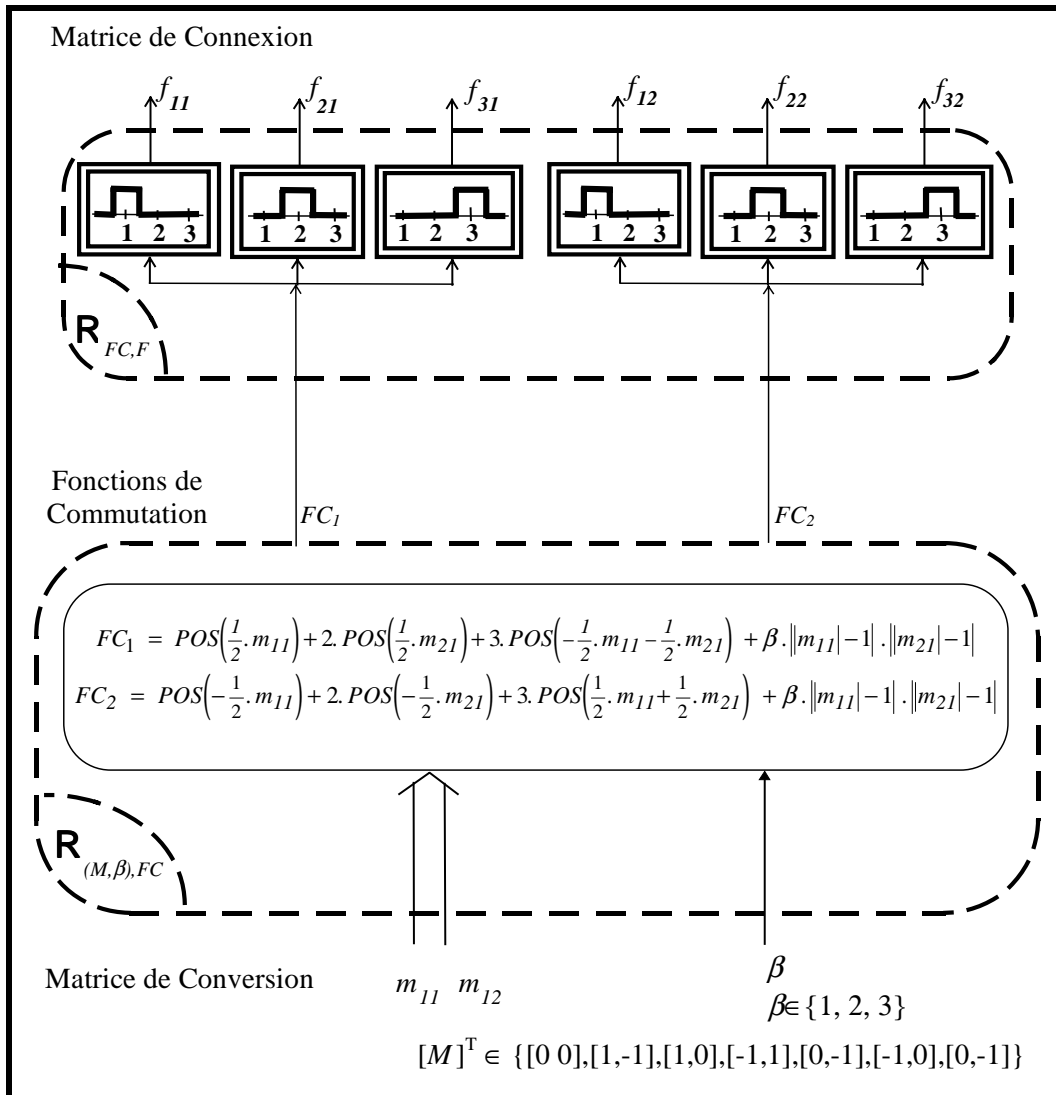 Matrice de Connexion
f11 f21 f31 f12 f22 f32
1 2 3 1 2 3 1 2 3 1 2 3 1 2 3 1 2 3
R FC,F
Fonctions de
Commutation
FC1 FC2
FC1 = POS(1/2.m11) + 2.POS(1/2.m21) + 3.POS(-1/2.m11 - 1/2.m21) + β.||m11|-1|.||m21|-1|
FC2 = POS(-1/2.m11) + 2.POS(-1/2.m21) + 3.POS(1/2.m11 + 1/2.m21) + β.||m11|-1|.||m21|-1|
R (M,β),FC
Matrice de Conversion
m11 m12
β
β∈{1, 2, 3}
[M]^T ∈ {[0 0],[1,-1],[1,0],[-1,1],[0,-1],[-1,0],[0,-1]}